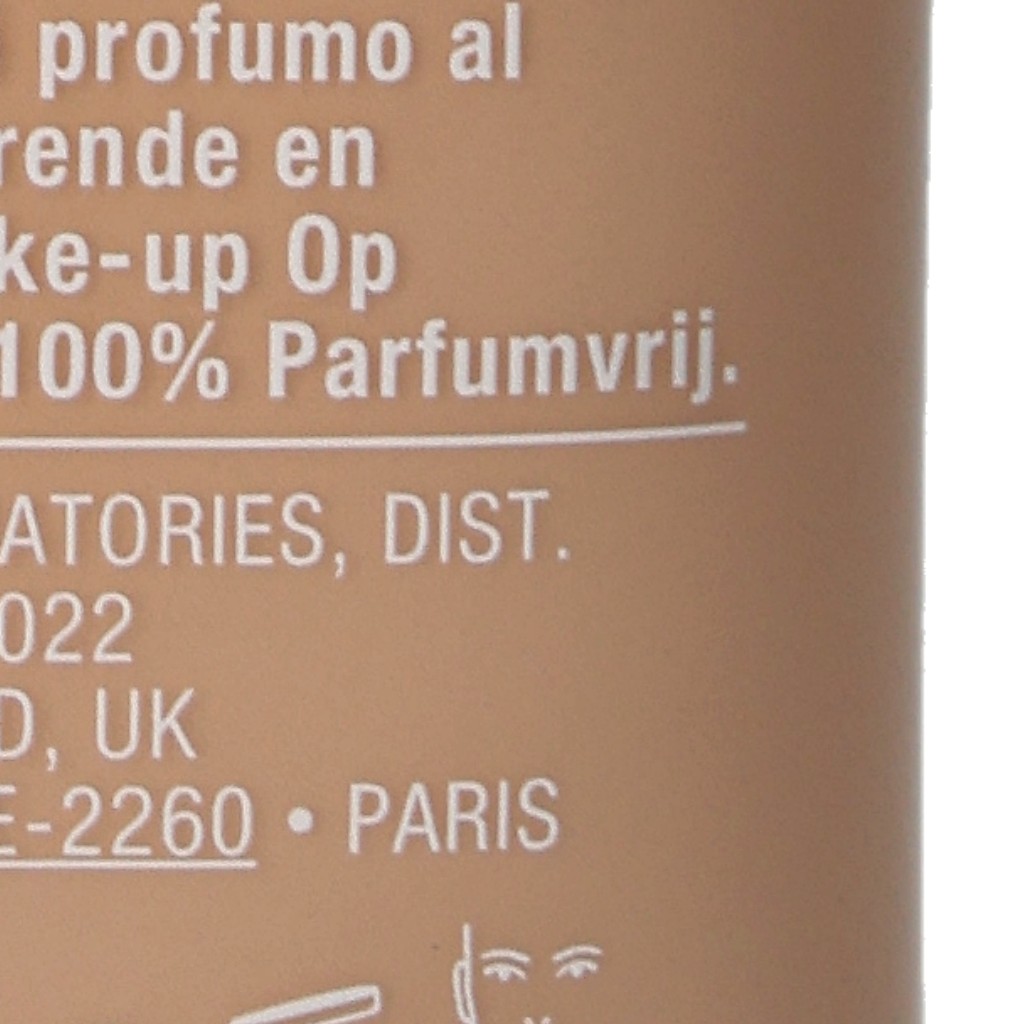 profumo al
rende en
ke-up Op
100% Parfumvrij.
ATORIES, DIST.
022
D, UK
E-2260 • PARIS